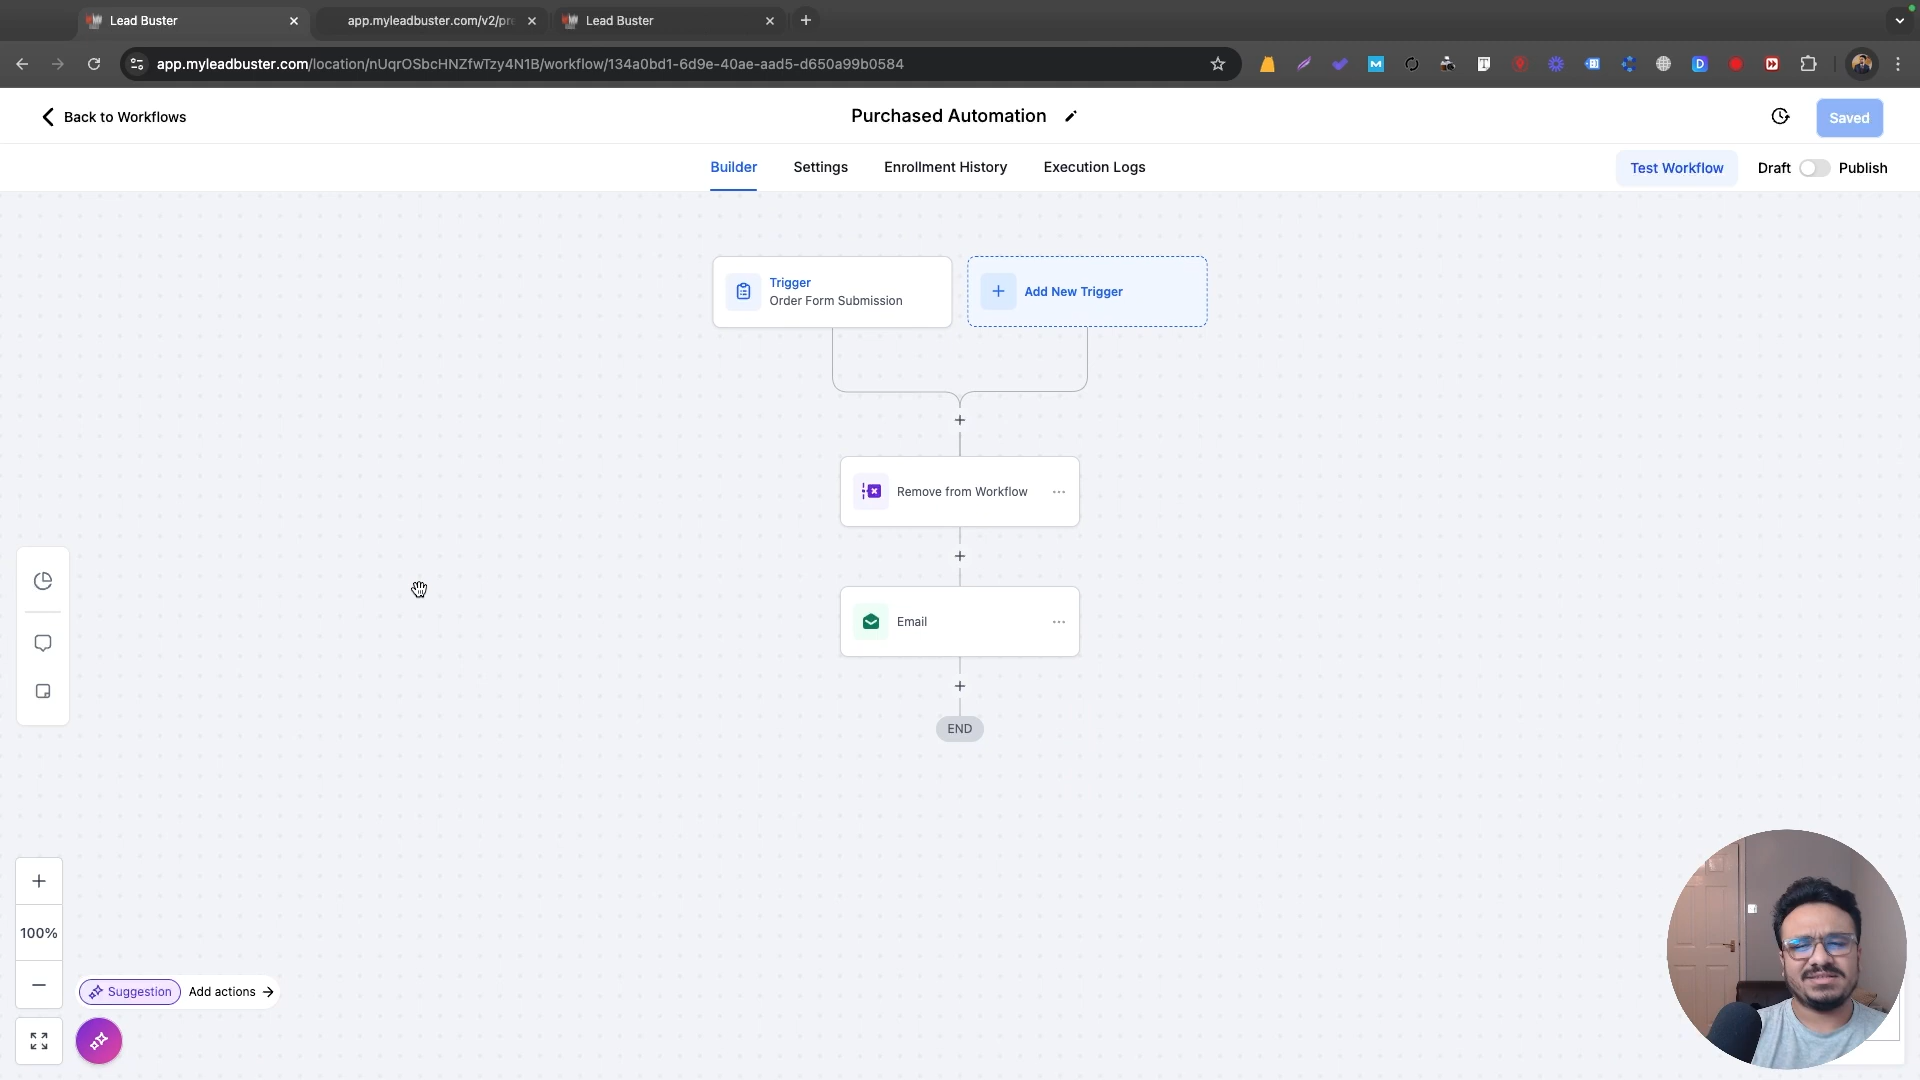 Lead Buster
app.myleadbuster.com/v2/pre
Lead Buster
app.myleadbuster.com/location/nUqrOSbcHNZfwTzy4N1B/workflow/134a0bd1-6d9e-40ae-aad5-d650a99b0584
Back to Workflows
Purchased Automation
Saved
Builder
Settings
Enrollment History
Execution Logs
Test Workflow
Draft
Publish
Trigger
Order Form Submission
Add New Trigger
Remove from Workflow
Email
END
100%
Suggestion
Add actions